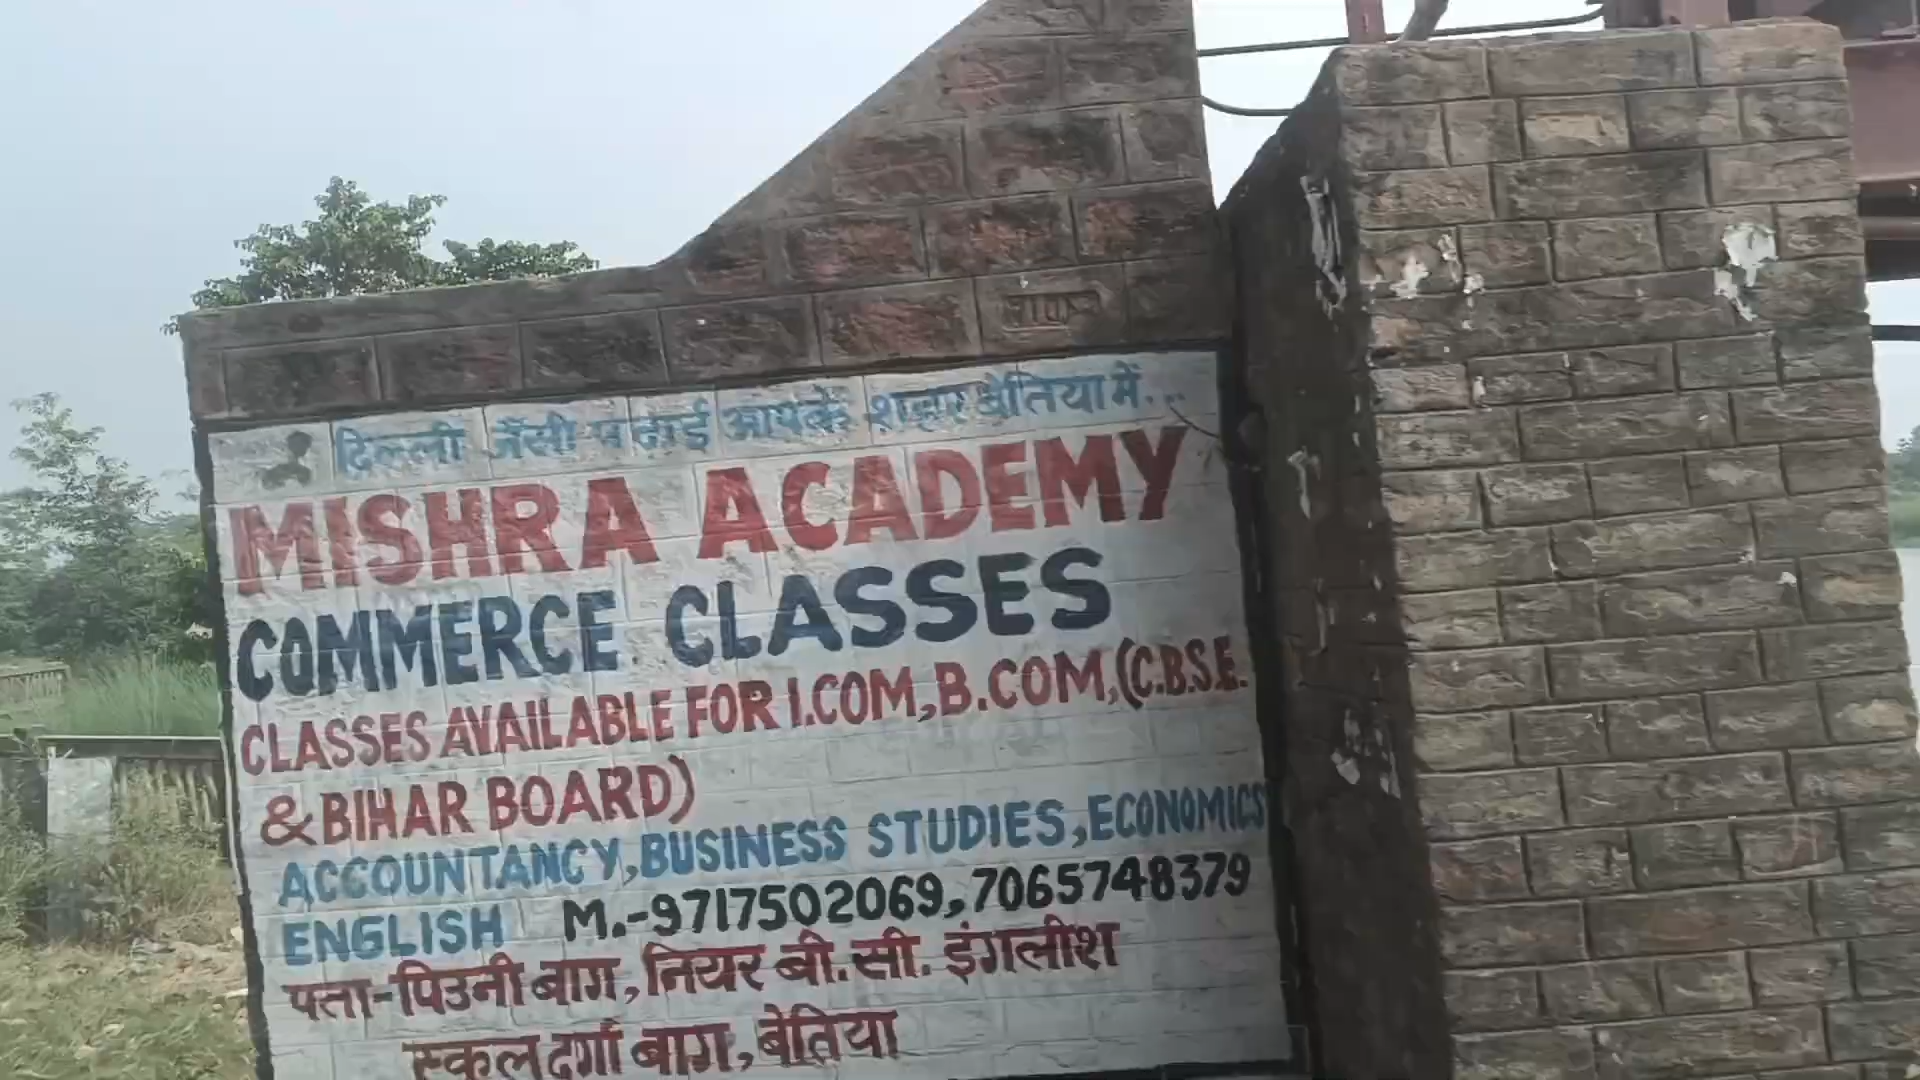 दिल्ली जैसी पढाई आपके शहर बेतिया में...
MISHRA ACADEMY
COMMERCE CLASSES
CLASSES AVAILABLE FOR I.COM,B.COM,(C.B.S.E.
& BIHAR BOARD)
ACCOUNTANCY,BUSINESS STUDIES,ECONOMICS
ENGLISH M.-9717502069,7065748379
पता-पिउनी बाग,नियर बी.सी. इंगलीश
स्कूल दर्गा बाग,बेतिया